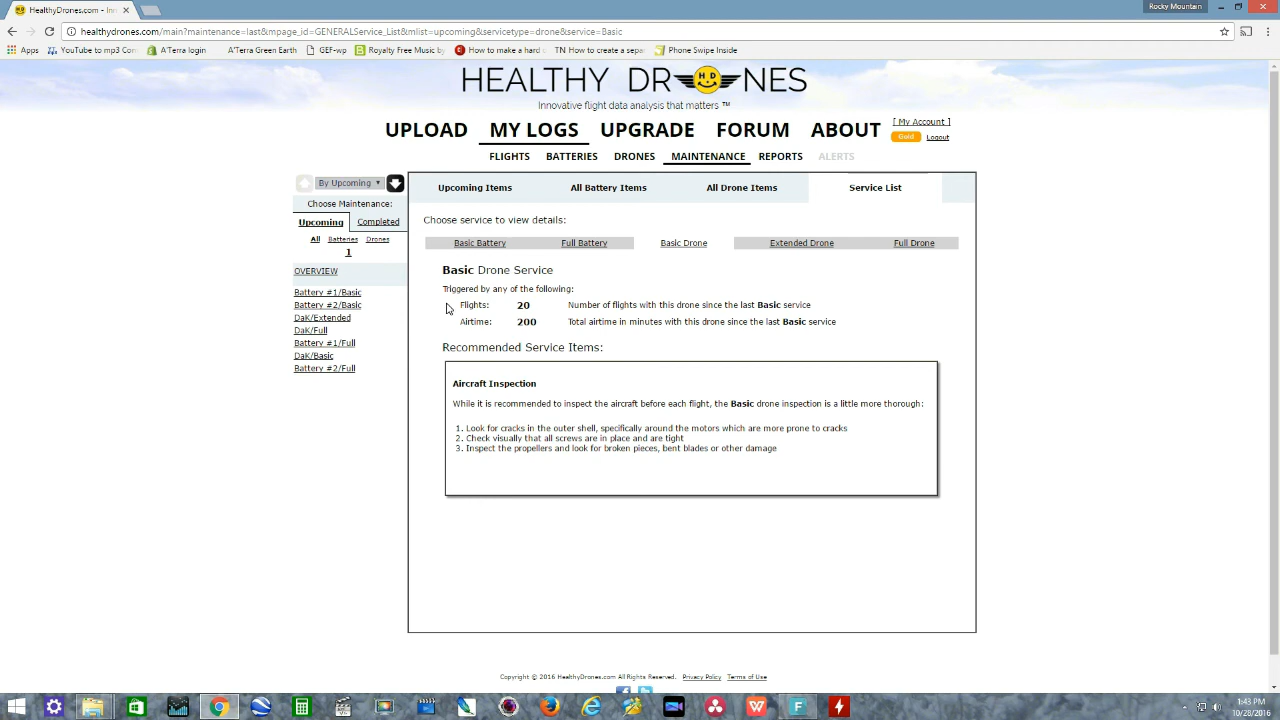 HealthyDrones.com - Inn
Rocky Mountain
healthydrones.com/main?maintenance=last&mpage_id=GENERALService_List&mlist=upcoming&servicetype=drone&service=Basic
Apps
YouTube to mp3 Con
A'Terra login
A'Terra Green Earth
GEF-wp
Royalty Free Music by
How to make a hard d
TN How to create a sepa
Phone Swipe Inside
HEALTHY DR H D NES
Innovative flight data analysis that matters ™
UPLOAD MY LOGS UPGRADE FORUM ABOUT
[ My Account ]
Gold Logout
FLIGHTS BATTERIES DRONES MAINTENANCE REPORTS ALERTS
By Upcoming
Choose Maintenance:
Upcoming Completed
All Batteries Drones
1
OVERVIEW
Battery #1/Basic
Battery #2/Basic
DaK/Extended
DaK/Full
Battery #1/Full
DaK/Basic
Battery #2/Full
Upcoming Items All Battery Items All Drone Items Service List
Choose service to view details:
Basic Battery Full Battery Basic Drone Extended Drone Full Drone
Basic Drone Service
Triggered by any of the following:
Flights: 20 Number of flights with this drone since the last Basic service
Airtime: 200 Total airtime in minutes with this drone since the last Basic service
Recommended Service Items:
Aircraft Inspection
While it is recommended to inspect the aircraft before each flight, the Basic drone inspection is a little more thorough:
1. Look for cracks in the outer shell, specifically around the motors which are more prone to cracks
2. Check visually that all screws are in place and are tight
3. Inspect the propellers and look for broken pieces, bent blades or other damage
Copyright © 2016 HealthyDrones.com All Rights Reserved. Privacy Policy Terms of Use
1:43 PM
10/28/2016